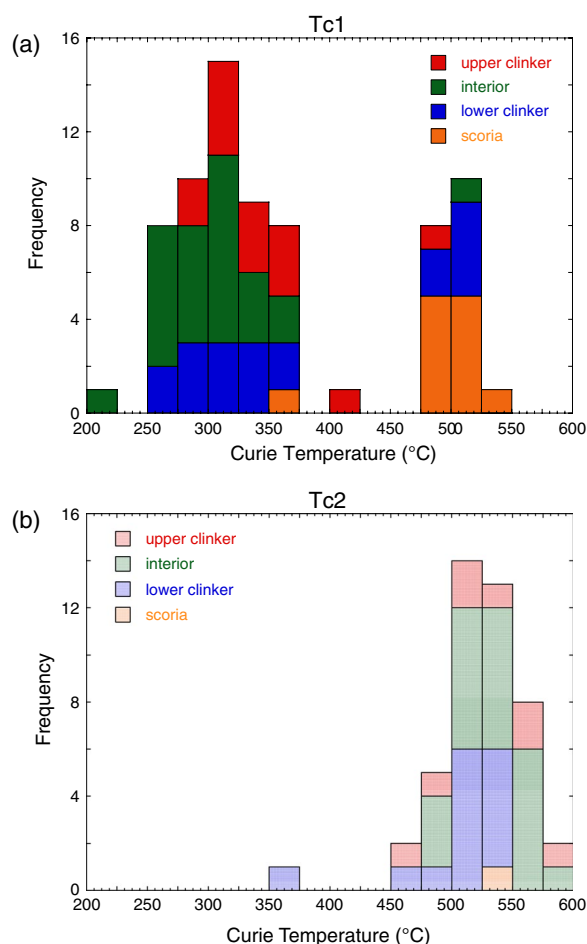 Tc1
(a)
16
12
8
4
0
Frequency
upper clinker
interior
lower clinker
scoria
200 250 300 350 400 450 500 550 600
Curie Temperature (°C)
Tc2
(b)
16
12
8
4
0
Frequency
upper clinker
interior
lower clinker
scoria
200 250 300 350 400 450 500 550 600
Curie Temperature (°C)